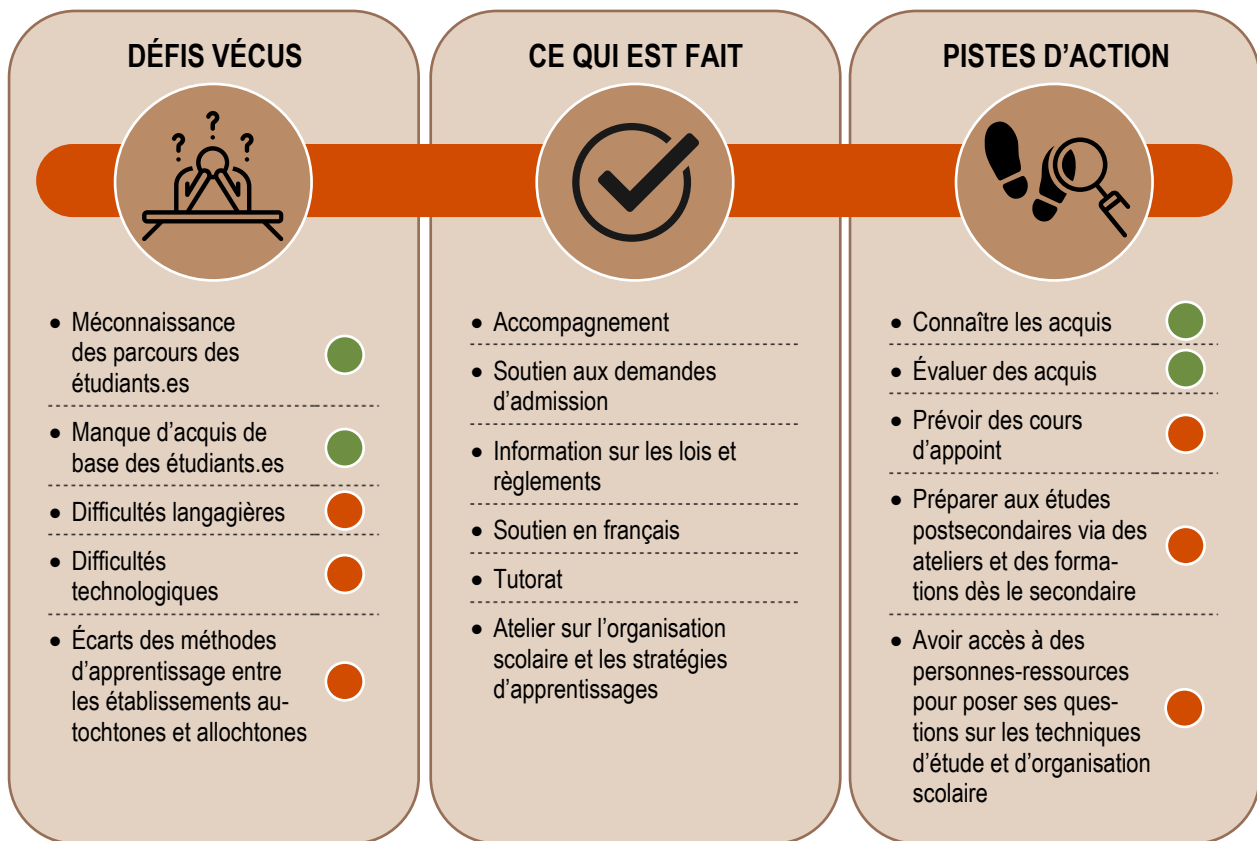 DÉFIS VÉCUS
? ? ?
• Méconnaissance
des parcours des
étudiants.es
• Manque d'acquis de
base des étudiants.es
• Difficultés langagières
• Difficultés
technologiques
• Écarts des méthodes
d'apprentissage entre
les établissements au-
tochtones et allochtones
CE QUI EST FAIT
• Accompagnement
• Soutien aux demandes
d'admission
• Information sur les lois et
règlements
• Soutien en français
• Tutorat
• Atelier sur l'organisation
scolaire et les stratégies
d'apprentissages
PISTES D'ACTION
• Connaître les acquis
• Évaluer des acquis
• Prévoir des cours
d'appoint
• Préparer aux études
postsecondaires via des
ateliers et des forma-
tions dès le secondaire
• Avoir accès à des
personnes-ressources
pour poser ses ques-
tions sur les techniques
d'étude et d'organisation
scolaire